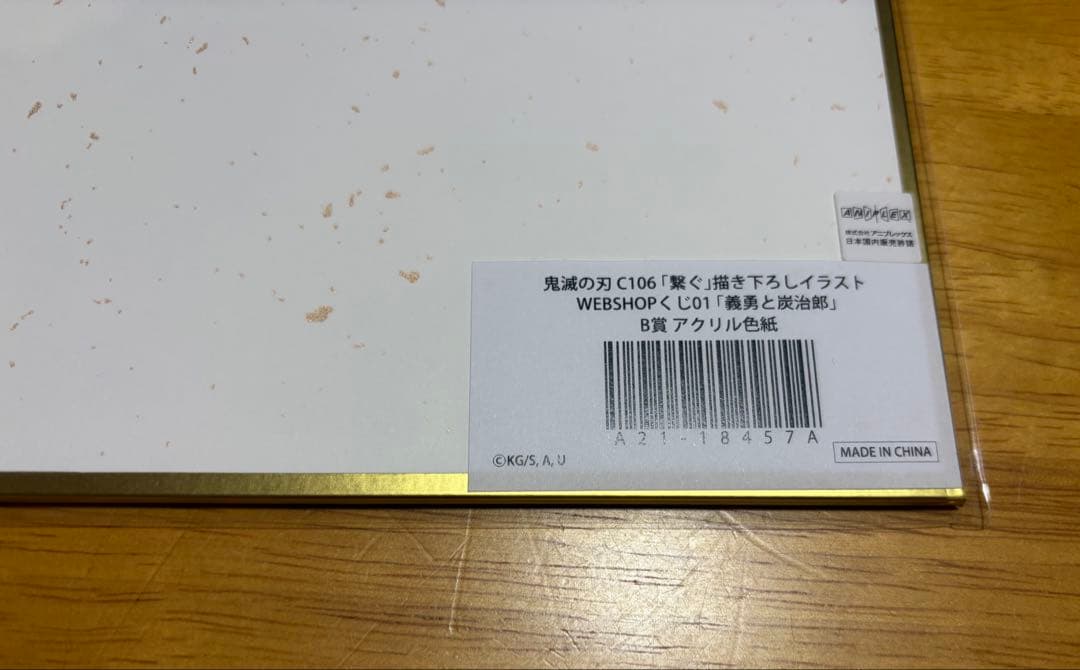 ANIPLEX
株式会社アニプレックス
日本国内販売許諾
鬼滅の刃 C106「繋ぐ」描き下ろしイラスト
WEBSHOPくじ01「義勇と炭治郎」
B賞 アクリル色紙
A21-18457A
©KG/S, A, U
MADE IN CHINA